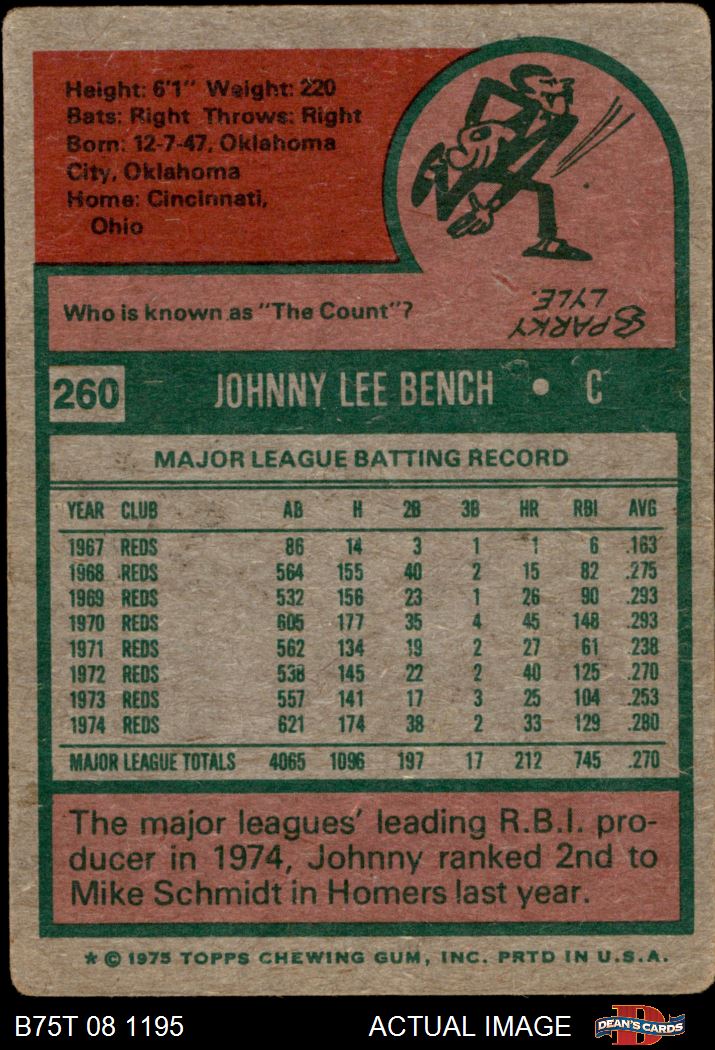 Height: 6'1" Weight: 220
Bats: Right Throws: Right
Born: 12-7-47, Oklahoma
City, Oklahoma
Home: Cincinnati,
Ohio
Who is known as "The Count"?
SPARKY
LYLE.
260 JOHNNY LEE BENCH • C
MAJOR LEAGUE BATTING RECORD
YEAR CLUB AB H 2B 3B HR RBI AVG
1967 REDS 86 14 3 1 1 6 .163
1968 REDS 564 155 40 2 15 82 .275
1969 REDS 532 156 23 1 26 90 .293
1970 REDS 605 177 35 4 45 148 .293
1971 REDS 562 134 19 2 27 61 .238
1972 REDS 538 145 22 2 40 125 .270
1973 REDS 557 141 17 3 25 104 .253
1974 REDS 621 174 38 2 33 129 .280
MAJOR LEAGUE TOTALS 4065 1096 197 17 212 745 .270
The major leagues' leading R.B.I. pro-
ducer in 1974, Johnny ranked 2nd to
Mike Schmidt in Homers last year.
* © 1975 TOPPS CHEWING GUM, INC. PRTD IN U.S.A.
B75T 08 1195 ACTUAL IMAGE D DEAN'S CARDS